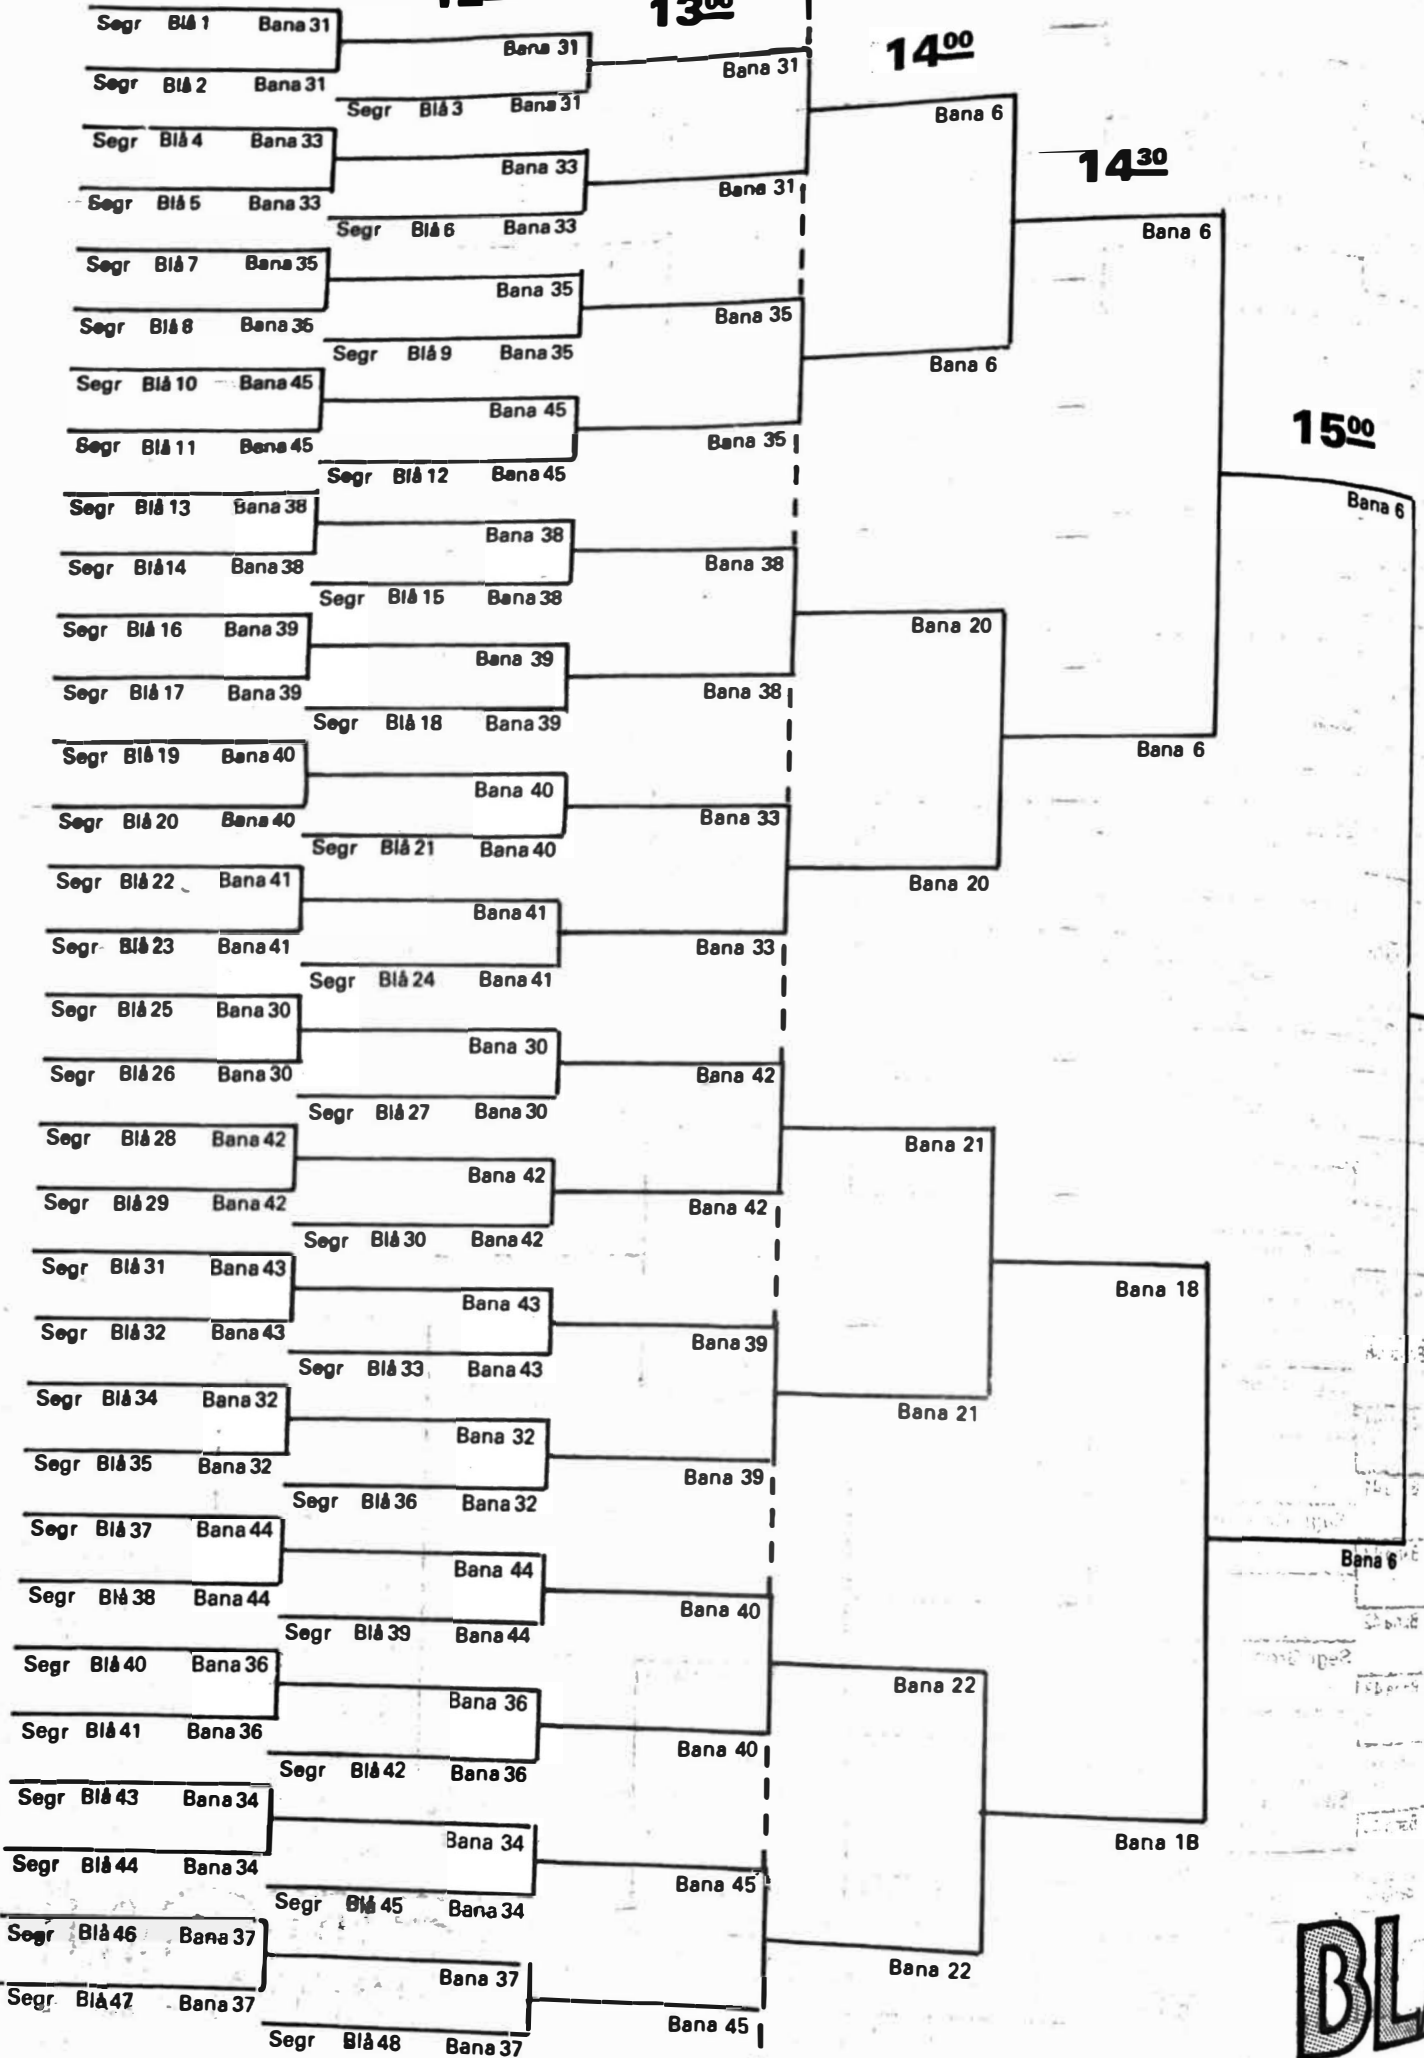 13⁰⁰
14⁰⁰
14³⁰
15⁰⁰
Segr Blå 1 Bana 31
Segr Blå 2 Bana 31
Segr Blå 4 Bana 33
Segr Blå 5 Bana 33
Segr Blå 7 Bana 35
Segr Blå 8 Bana 35
Segr Blå 10 Bana 45
Segr Blå 11 Bana 45
Segr Blå 13 Bana 38
Segr Blå 14 Bana 38
Segr Blå 16 Bana 39
Segr Blå 17 Bana 39
Segr Blå 19 Bana 40
Segr Blå 20 Bana 40
Segr Blå 22 Bana 41
Segr Blå 23 Bana 41
Segr Blå 25 Bana 30
Segr Blå 26 Bana 30
Segr Blå 28 Bana 42
Segr Blå 29 Bana 42
Segr Blå 31 Bana 43
Segr Blå 32 Bana 43
Segr Blå 34 Bana 32
Segr Blå 35 Bana 32
Segr Blå 37 Bana 44
Segr Blå 38 Bana 44
Segr Blå 40 Bana 36
Segr Blå 41 Bana 36
Segr Blå 43 Bana 34
Segr Blå 44 Bana 34
Segr Blå 46 Bana 37
Segr Blå 47 Bana 37
Bana 31
Segr Blå 3 Bana 31
Bana 33
Segr Blå 6 Bana 33
Bana 35
Segr Blå 9 Bana 35
Bana 45
Segr Blå 12 Bana 45
Bana 38
Segr Blå 15 Bana 38
Bana 39
Segr Blå 18 Bana 39
Bana 40
Segr Blå 21 Bana 40
Bana 41
Segr Blå 24 Bana 41
Bana 30
Segr Blå 27 Bana 30
Bana 42
Segr Blå 30 Bana 42
Bana 43
Segr Blå 33 Bana 43
Bana 32
Segr Blå 36 Bana 32
Bana 44
Segr Blå 39 Bana 44
Bana 36
Segr Blå 42 Bana 36
Bana 34
Segr Blå 45 Bana 34
Bana 37
Segr Blå 48 Bana 37
Bana 31
Bana 31
Bana 35
Bana 35
Bana 38
Bana 38
Bana 33
Bana 33
Bana 42
Bana 42
Bana 39
Bana 39
Bana 40
Bana 40
Bana 45
Bana 45
Bana 6
Bana 6
Bana 20
Bana 20
Bana 21
Bana 21
Bana 22
Bana 22
Bana 6
Bana 6
Bana 18
Bana 18
Bana 6
Bana 6